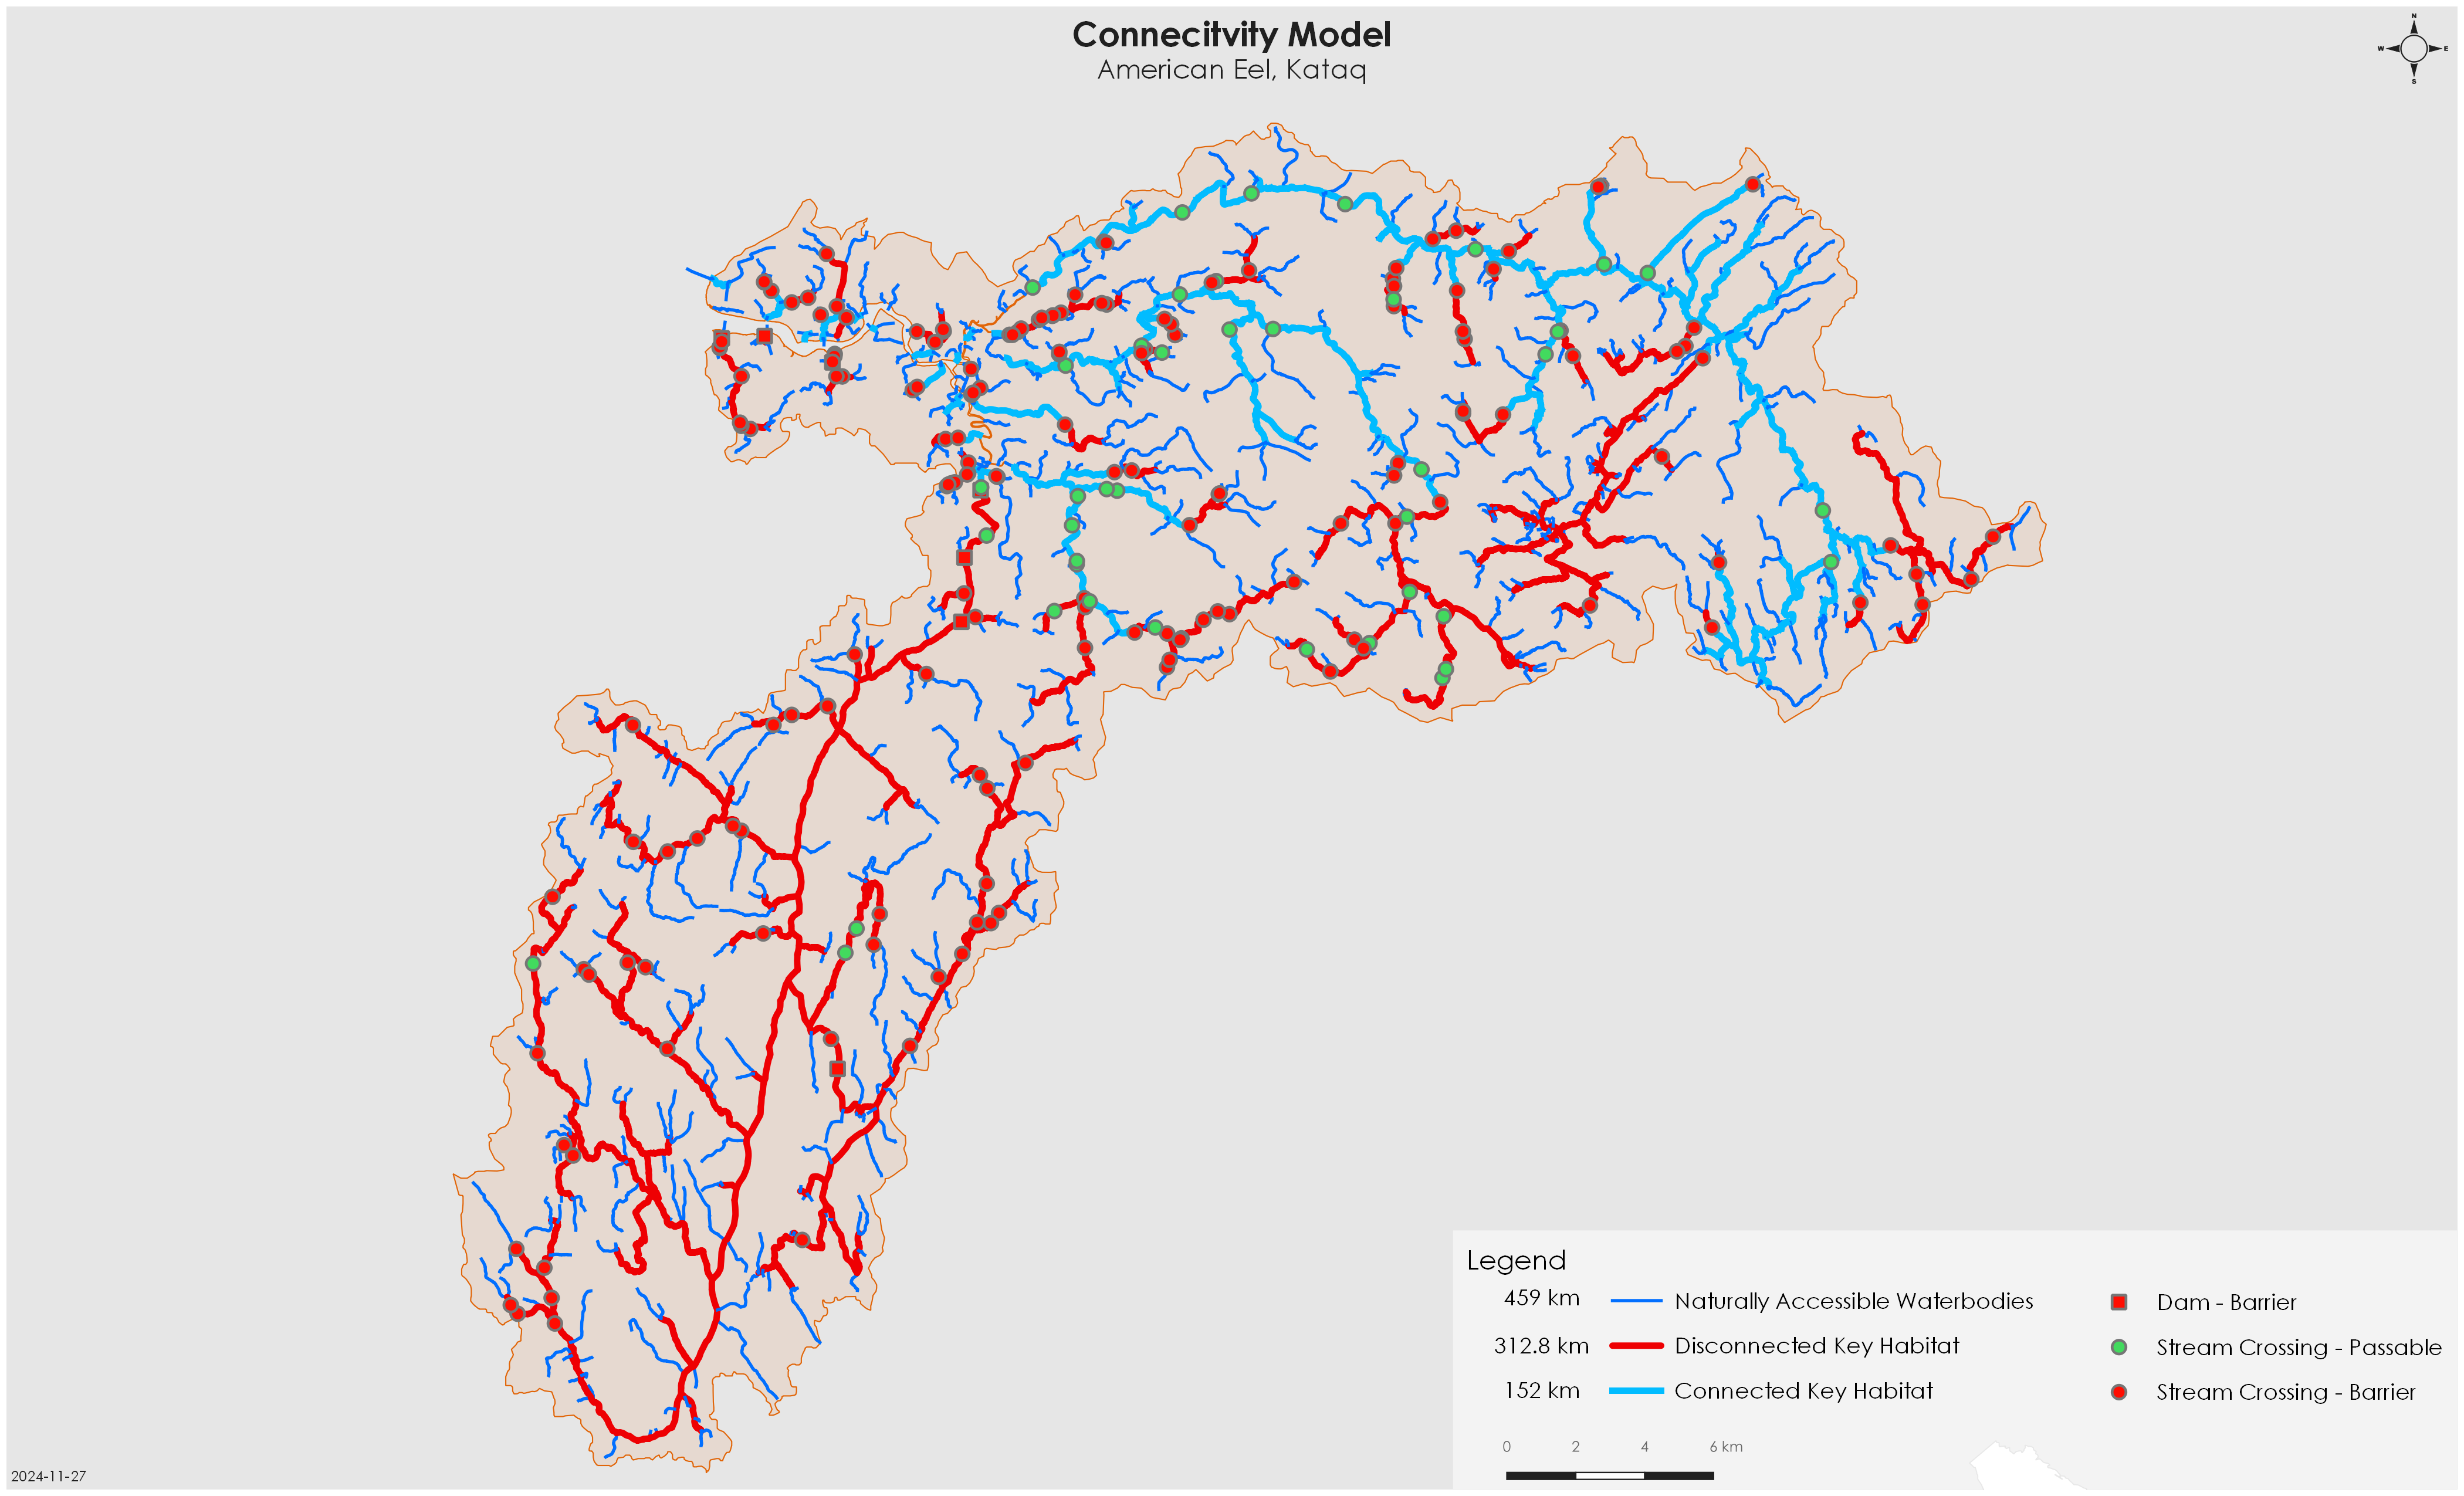 Connecitvity Model
American Eel, Kataq
N
W E
S
Legend
459 km Naturally Accessible Waterbodies
312.8 km Disconnected Key Habitat
152 km Connected Key Habitat
Dam - Barrier
Stream Crossing - Passable
Stream Crossing - Barrier
0 2 4 6 km
2024-11-27